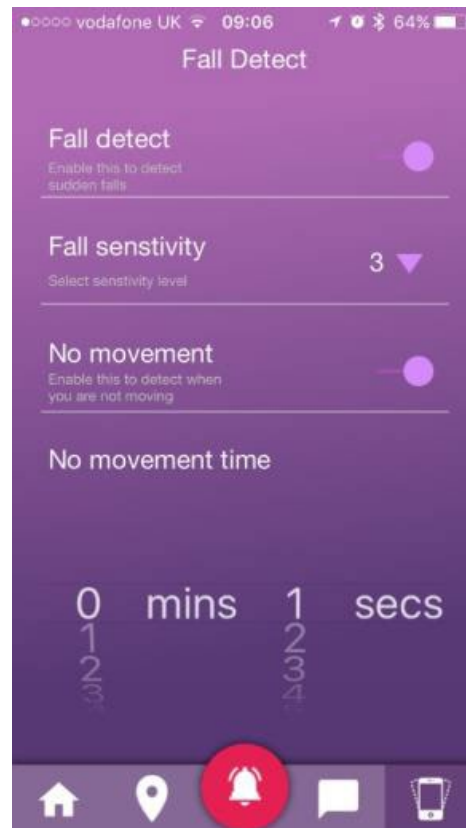 vodafone UK 09:06 64%
Fall Detect
Fall detect
Enable this to detect
sudden falls
Fall senstivity
3
Select senstivity level
No movement
Enable this to detect when
you are not moving
No movement time
0 mins 1 secs
1 2
2 3
3 4